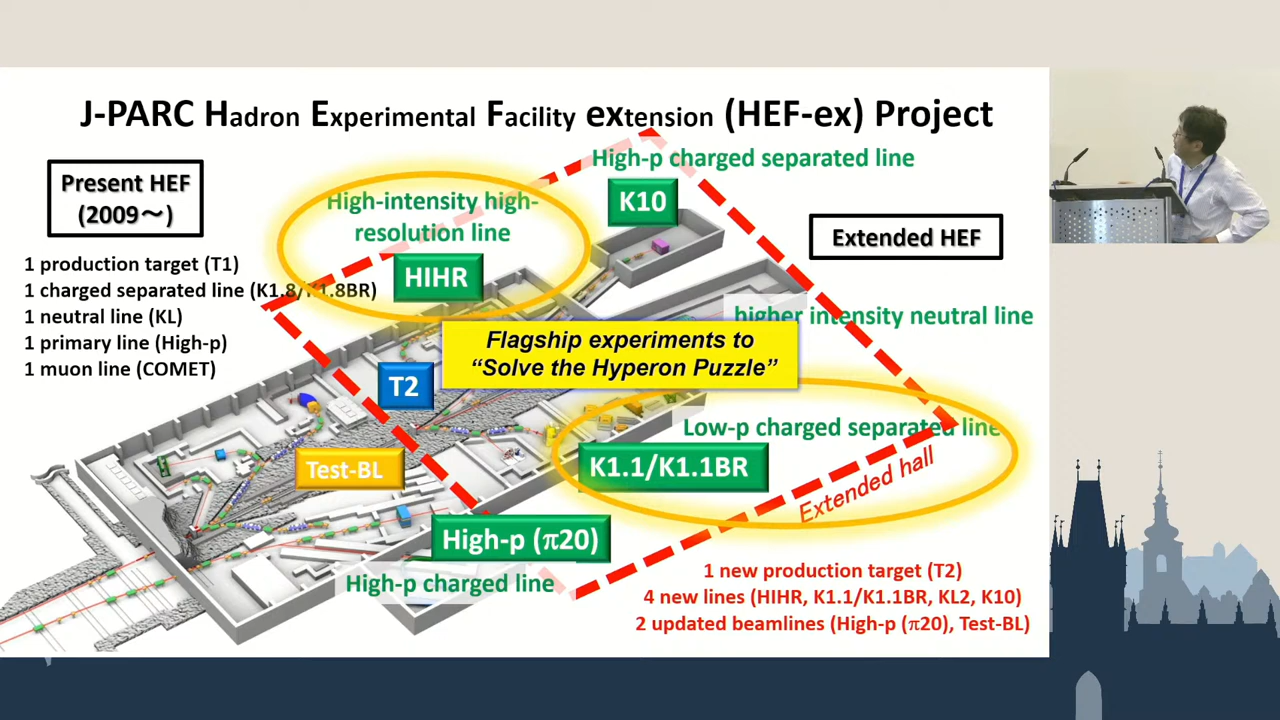 J-PARC Hadron Experimental Facility extension (HEF-ex) Project
Present HEF
(2009～)
1 production target (T1)
1 charged separated line (K1.8/K1.8BR)
1 neutral line (KL)
1 primary line (High-p)
1 muon line (COMET)
High-intensity high-
resolution line
HIHR
High-p charged separated line
K10
Extended HEF
higher intensity neutral line
Flagship experiments to
“Solve the Hyperon Puzzle”
T2
Test-BL
Low-p charged separated line
K1.1/K1.1BR
Extended hall
High-p (π20)
High-p charged line
1 new production target (T2)
4 new lines (HIHR, K1.1/K1.1BR, KL2, K10)
2 updated beamlines (High-p (π20), Test-BL)